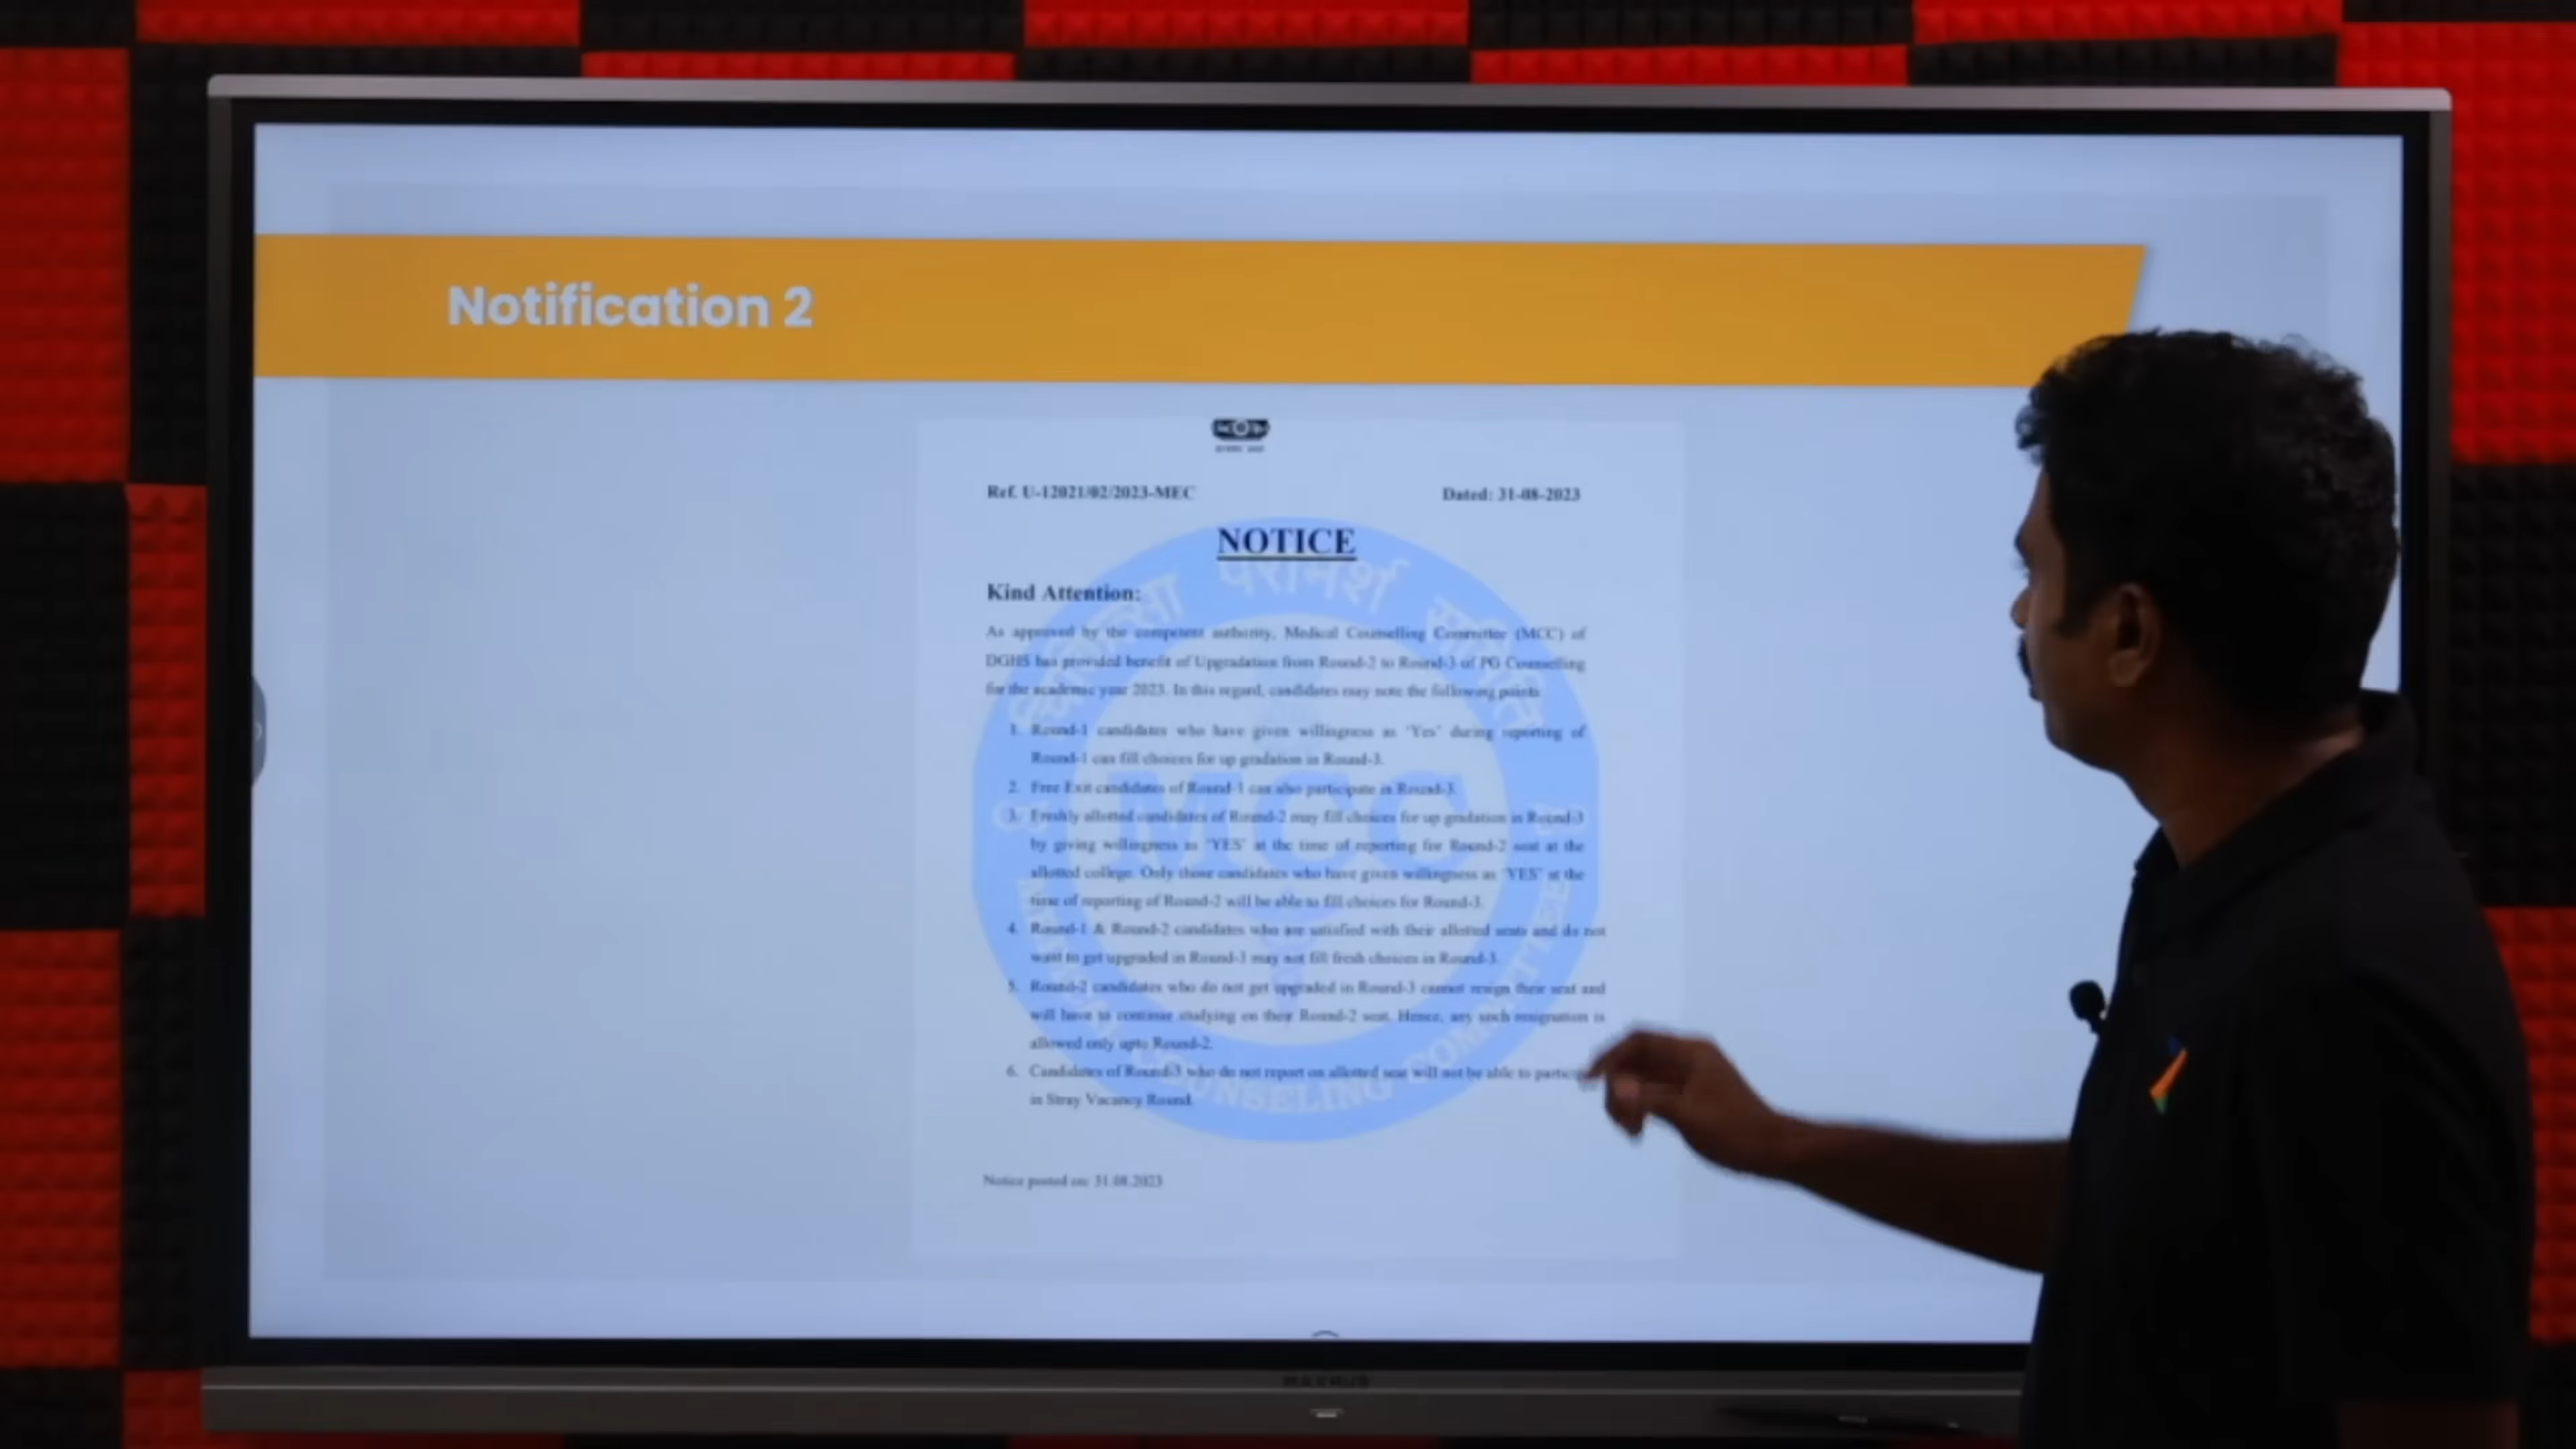 Notification 2
Ref. U-12021/02/2023-MEC
Dated: 31-08-2023
NOTICE
Kind Attention:
As approved by the competent authority, Medical Counselling Committee (MCC) of
DGHS has provided benefit of Upgradation from Round-2 to Round-3 of PG Counselling
for the academic year 2023. In this regard, candidates may note the following points
1. Round-1 candidates who have given willingness as 'Yes' during reporting of
Round-1 can fill choices for up gradation in Round-3.
2. Free Exit candidates of Round-1 can also participate in Round-3.
3. Freshly allotted candidates of Round-2 may fill choices for up gradation in Round-3
by giving willingness as 'YES' at the time of reporting for Round-2 seat at the
allotted college. Only those candidates who have given willingness as 'YES' at the
time of reporting of Round-2 will be able to fill choices for Round-3.
4. Round-1 & Round-2 candidates who are satisfied with their allotted seats and do not
want to get upgraded in Round-3 may not fill fresh choices in Round-3.
5. Round-2 candidates who do not get upgraded in Round-3 cannot resign their seat and
will have to continue studying on their Round-2 seat. Hence, any such resignation is
allowed only upto Round-2.
6. Candidates of Round-3 who do not report on allotted seat will not be able to
in Stray Vacancy Round.
Notice posted on: 31.08.2023
परामर्श
MCC
COUNSELING
MAXHUB